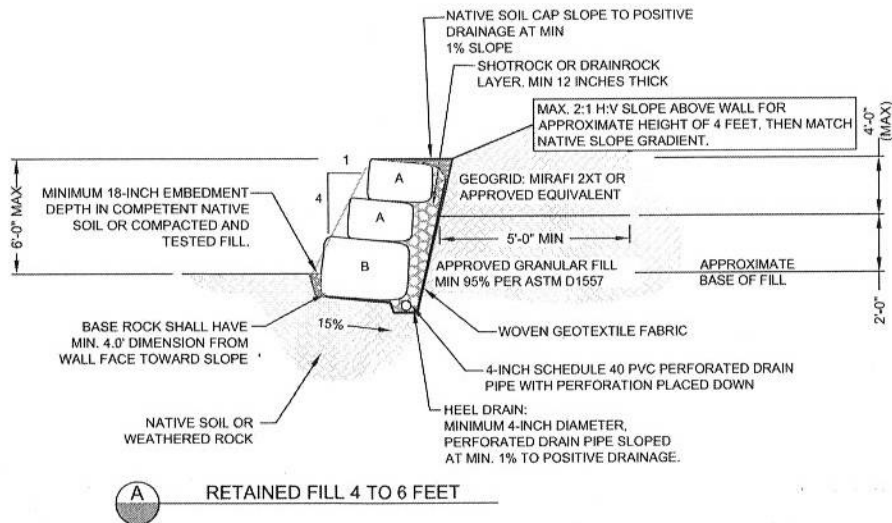 NATIVE SOIL CAP SLOPE TO POSITIVE
DRAINAGE AT MIN
1% SLOPE
SHOTROCK OR DRAINROCK
LAYER. MIN 12 INCHES THICK
MAX. 2:1 H:V SLOPE ABOVE WALL FOR
APPROXIMATE HEIGHT OF 4 FEET, THEN MATCH
NATIVE SLOPE GRADIENT.
4'-0"
(MAX)
1
4
A
A
B
GEOGRID: MIRAFI 2XT OR
APPROVED EQUIVALENT
MINIMUM 18-INCH EMBEDMENT
DEPTH IN COMPETENT NATIVE
SOIL OR COMPACTED AND
TESTED FILL.
6'-0" MAX
5'-0" MIN
APPROVED GRANULAR FILL
MIN 95% PER ASTM D1557
APPROXIMATE
BASE OF FILL
2'-0"
BASE ROCK SHALL HAVE
MIN. 4.0' DIMENSION FROM
WALL FACE TOWARD SLOPE
15%
WOVEN GEOTEXTILE FABRIC
4-INCH SCHEDULE 40 PVC PERFORATED DRAIN
PIPE WITH PERFORATION PLACED DOWN
NATIVE SOIL OR
WEATHERED ROCK
HEEL DRAIN:
MINIMUM 4-INCH DIAMETER,
PERFORATED DRAIN PIPE SLOPED
AT MIN. 1% TO POSITIVE DRAINAGE.
A
RETAINED FILL 4 TO 6 FEET